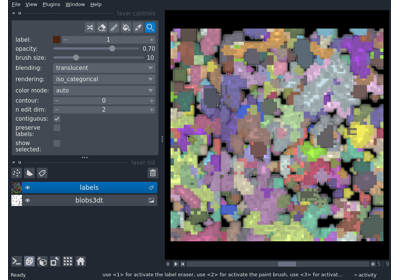 File View Plugins Window Help
layer controls
label: 1
opacity: 0.70
brush size: 10
blending: translucent
rendering: iso_categorical
color mode: auto
contour: 0
n edit dim: 2
contiguous:
preserve
labels:
show
selected:
layer list
labels
blobs3dt
Ready use <1> for activate the label eraser, use <2> for activate the paint brush, use <3> for activat... activity